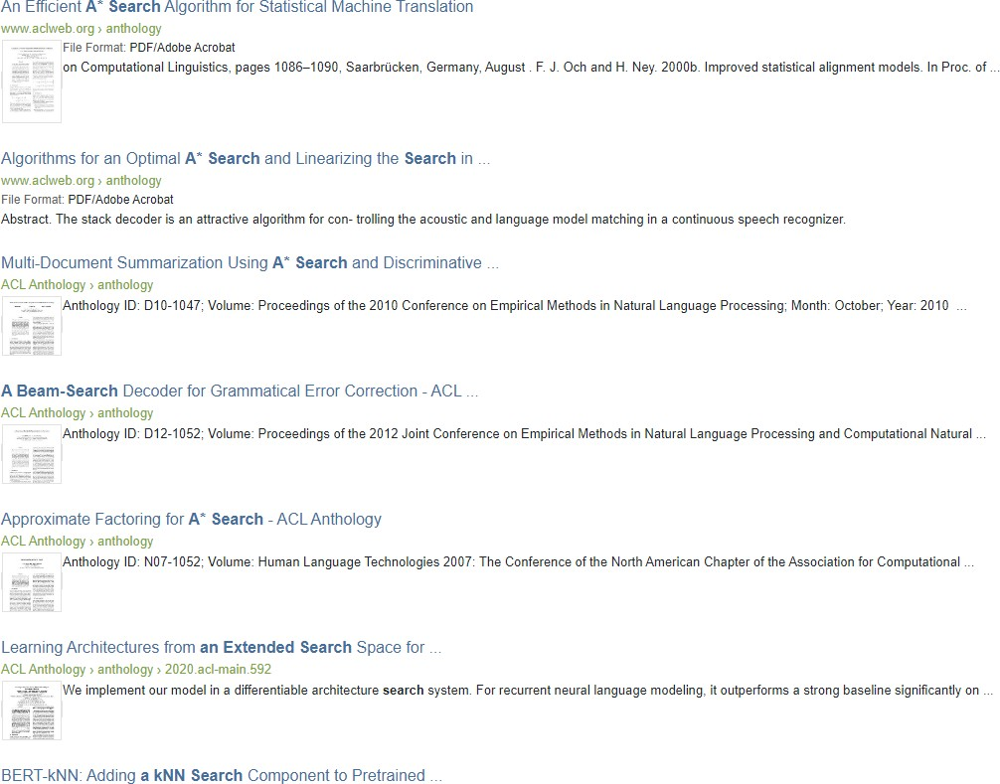 An Efficient A* Search Algorithm for Statistical Machine Translation
www.aclweb.org › anthology
File Format: PDF/Adobe Acrobat
on Computational Linguistics, pages 1086–1090, Saarbrücken, Germany, August . F. J. Och and H. Ney. 2000b. Improved statistical alignment models. In Proc. of ...
Algorithms for an Optimal A* Search and Linearizing the Search in ...
www.aclweb.org › anthology
File Format: PDF/Adobe Acrobat
Abstract. The stack decoder is an attractive algorithm for con- trolling the acoustic and language model matching in a continuous speech recognizer.
Multi-Document Summarization Using A* Search and Discriminative ...
ACL Anthology › anthology
Anthology ID: D10-1047; Volume: Proceedings of the 2010 Conference on Empirical Methods in Natural Language Processing; Month: October; Year: 2010 ...
A Beam-Search Decoder for Grammatical Error Correction - ACL ...
ACL Anthology › anthology
Anthology ID: D12-1052; Volume: Proceedings of the 2012 Joint Conference on Empirical Methods in Natural Language Processing and Computational Natural ...
Approximate Factoring for A* Search - ACL Anthology
ACL Anthology › anthology
Anthology ID: N07-1052; Volume: Human Language Technologies 2007: The Conference of the North American Chapter of the Association for Computational ...
Learning Architectures from an Extended Search Space for ...
ACL Anthology › anthology › 2020.acl-main.592
We implement our model in a differentiable architecture search system. For recurrent neural language modeling, it outperforms a strong baseline significantly on ...
BERT-kNN: Adding a kNN Search Component to Pretrained ...